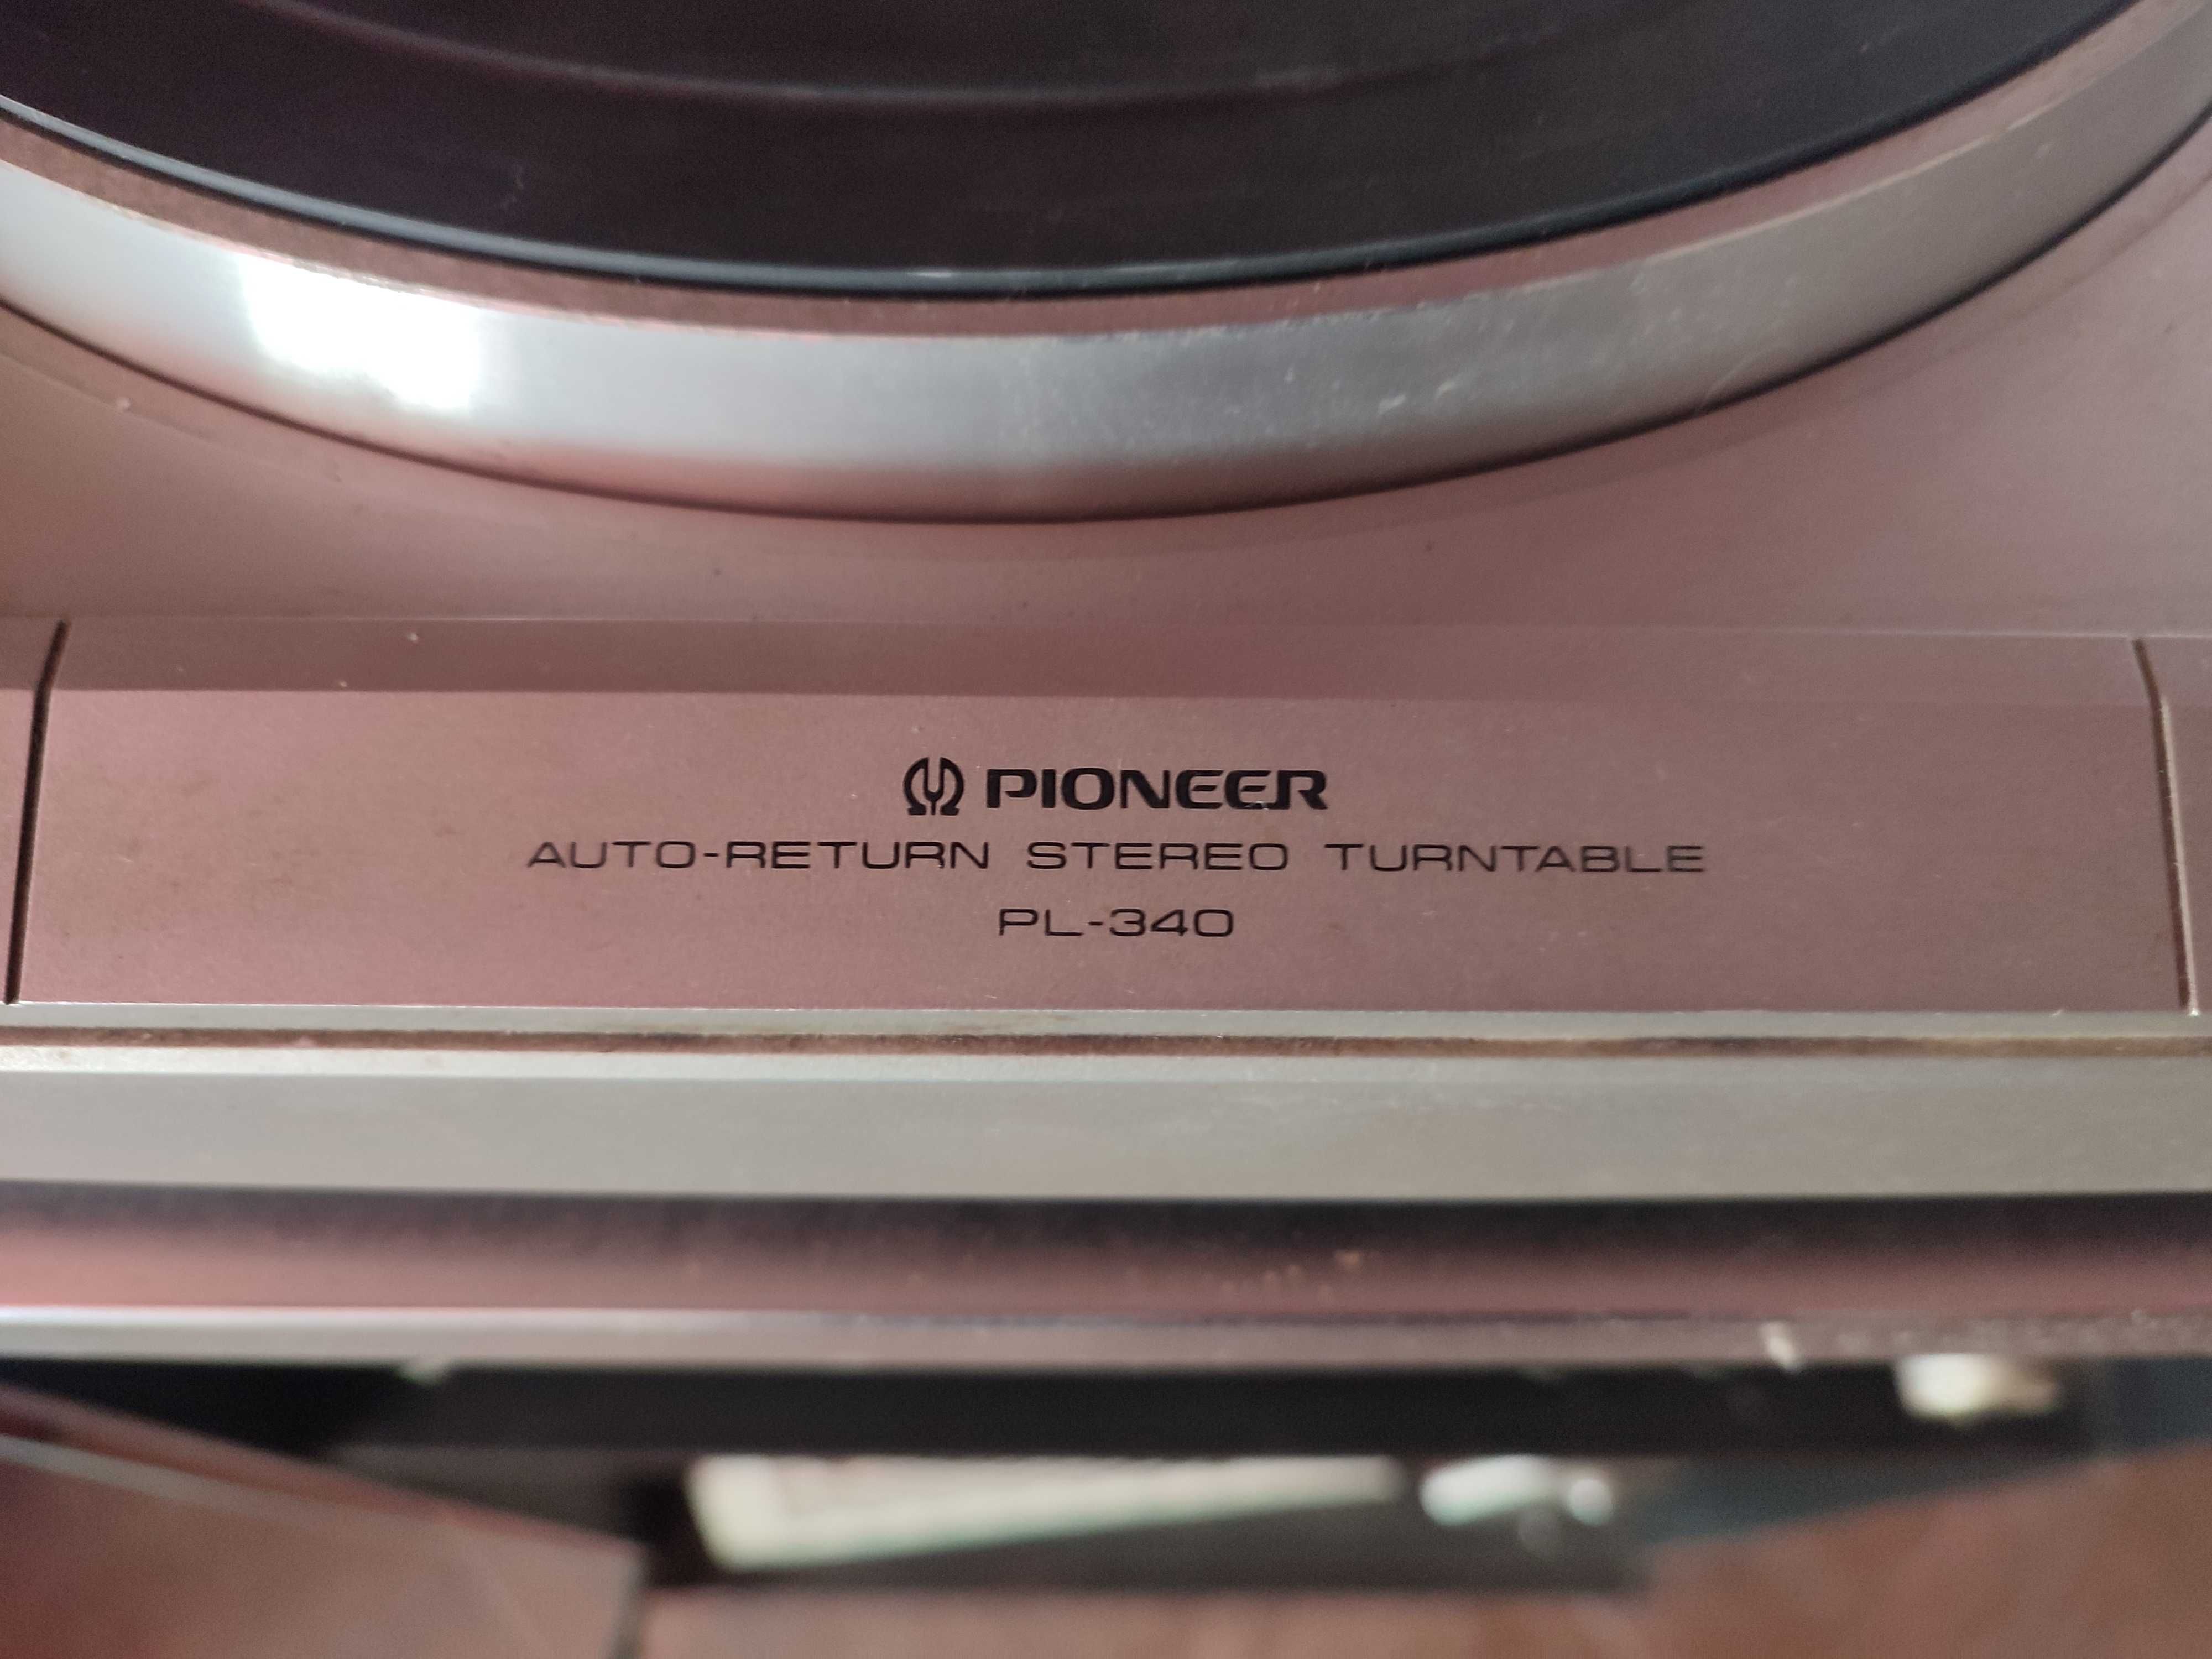 PIONEER
AUTO-RETURN STEREO TURNTABLE
PL-340